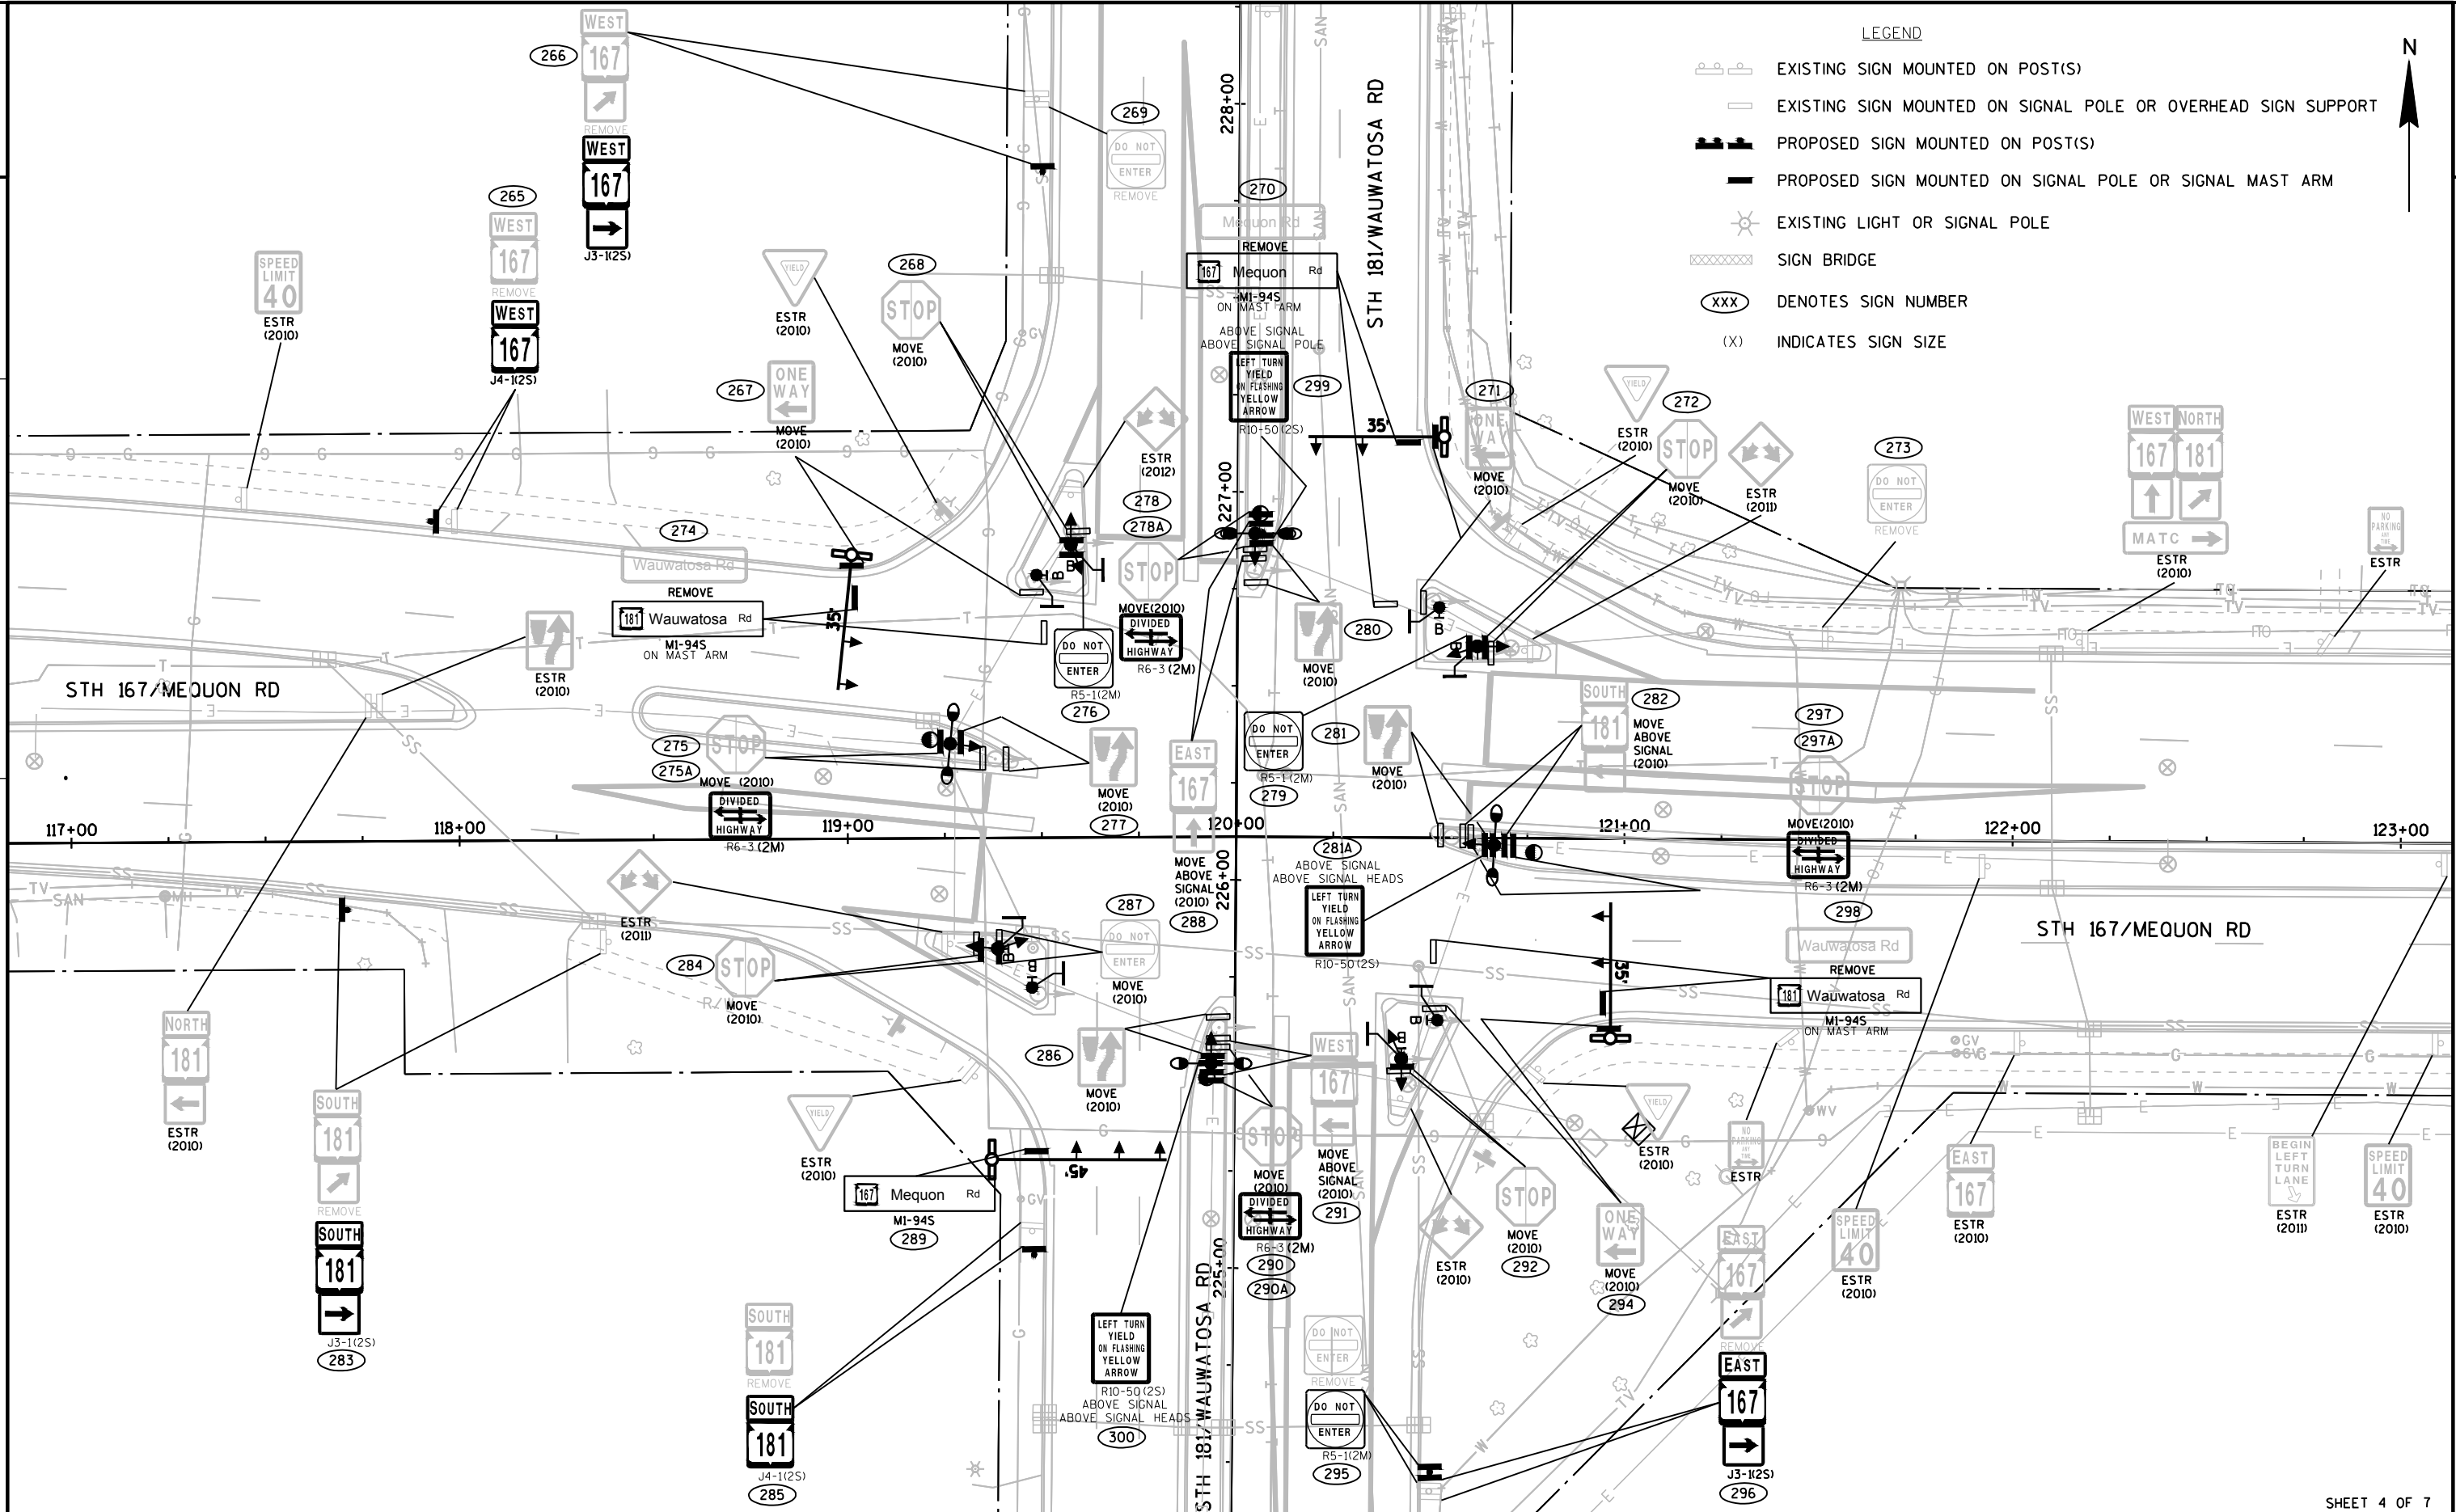 LEGEND
EXISTING SIGN MOUNTED ON POST(S)
EXISTING SIGN MOUNTED ON SIGNAL POLE OR OVERHEAD SIGN SUPPORT
PROPOSED SIGN MOUNTED ON POST(S)
PROPOSED SIGN MOUNTED ON SIGNAL POLE OR SIGNAL MAST ARM
EXISTING LIGHT OR SIGNAL POLE
SIGN BRIDGE
XXX DENOTES SIGN NUMBER
(X) INDICATES SIGN SIZE
N
266
WEST
167
REMOVE
WEST
167
J3-1(2S)
265
WEST
167
REMOVE
WEST
167
J4-1(2S)
SPEED
LIMIT
40
ESTR
(2010)
YIELD
ESTR
(2010)
268
STOP
MOVE
(2010)
267
ONE
WAY
MOVE
(2010)
269
DO NOT
ENTER
REMOVE
270
Mequon Rd
REMOVE
167 Mequon Rd
M1-94S
ON MAST ARM
ABOVE SIGNAL
ABOVE SIGNAL POLE
LEFT TURN
YIELD
ON FLASHING
YELLOW
ARROW
R10-50(2S)
299
228+00
227+00
STH 181/WAUWATOSA RD
35'
271
ONE
WAY
MOVE
(2010)
YIELD
ESTR
(2010)
272
STOP
MOVE
(2010)
ESTR
(2011)
273
DO NOT
ENTER
REMOVE
WEST NORTH
167 181
MATC
ESTR
(2010)
NO
PARKING
ANY
TIME
ESTR
ESTR
(2012)
278
278A
STOP
MOVE(2010)
DIVIDED
HIGHWAY
R6-3(2M)
274
Wauwatosa Rd
REMOVE
181 Wauwatosa Rd
M1-94S
ON MAST ARM
35'
ESTR
(2010)
STH 167/MEQUON RD
DO NOT
ENTER
R5-1(2M)
276
MOVE
(2010)
280
275
275A
STOP
MOVE (2010)
DIVIDED
HIGHWAY
R6-3(2M)
MOVE
(2010)
277
EAST
167
MOVE
ABOVE
SIGNAL
(2010)
288
DO NOT
ENTER
R5-1(2M)
279
281
MOVE
(2010)
SOUTH
181
282
MOVE
ABOVE
SIGNAL
(2010)
297
297A
STOP
MOVE(2010)
DIVIDED
HIGHWAY
R6-3(2M)
117+00
118+00
119+00
120+00
121+00
122+00
123+00
281A
ABOVE SIGNAL
ABOVE SIGNAL HEADS
LEFT TURN
YIELD
ON FLASHING
YELLOW
ARROW
R10-50(2S)
226+00
298
Wauwatosa Rd
REMOVE
181 Wauwatosa Rd
M1-94S
ON MAST ARM
35'
STH 167/MEQUON RD
ESTR
(2011)
284
STOP
MOVE
(2010)
287
DO NOT
ENTER
MOVE
(2010)
NORTH
181
ESTR
(2010)
SOUTH
181
REMOVE
SOUTH
181
J3-1(2S)
283
286
MOVE
(2010)
YIELD
ESTR
(2010)
167 Mequon Rd
M1-94S
289
45'
STOP
MOVE
(2010)
DIVIDED
HIGHWAY
R6-3(2M)
290
290A
WEST
167
MOVE
ABOVE
SIGNAL
(2010)
291
ESTR
(2010)
STOP
MOVE
(2010)
292
ONE
WAY
MOVE
(2010)
294
YIELD
ESTR
(2010)
NO
PARKING
ANY
TIME
ESTR
SPEED
LIMIT
40
ESTR
(2010)
EAST
167
ESTR
(2010)
BEGIN
LEFT
TURN
LANE
ESTR
(2011)
SPEED
LIMIT
40
ESTR
(2010)
SOUTH
181
REMOVE
SOUTH
181
J4-1(2S)
285
LEFT TURN
YIELD
ON FLASHING
YELLOW
ARROW
R10-50(2S)
ABOVE SIGNAL
ABOVE SIGNAL HEADS
300
225+00
STH 181/WAUWATOSA RD
DO NOT
ENTER
REMOVE
DO NOT
ENTER
R5-1(2M)
295
EAST
167
REMOVE
EAST
167
J3-1(2S)
296
SHEET 4 OF 7